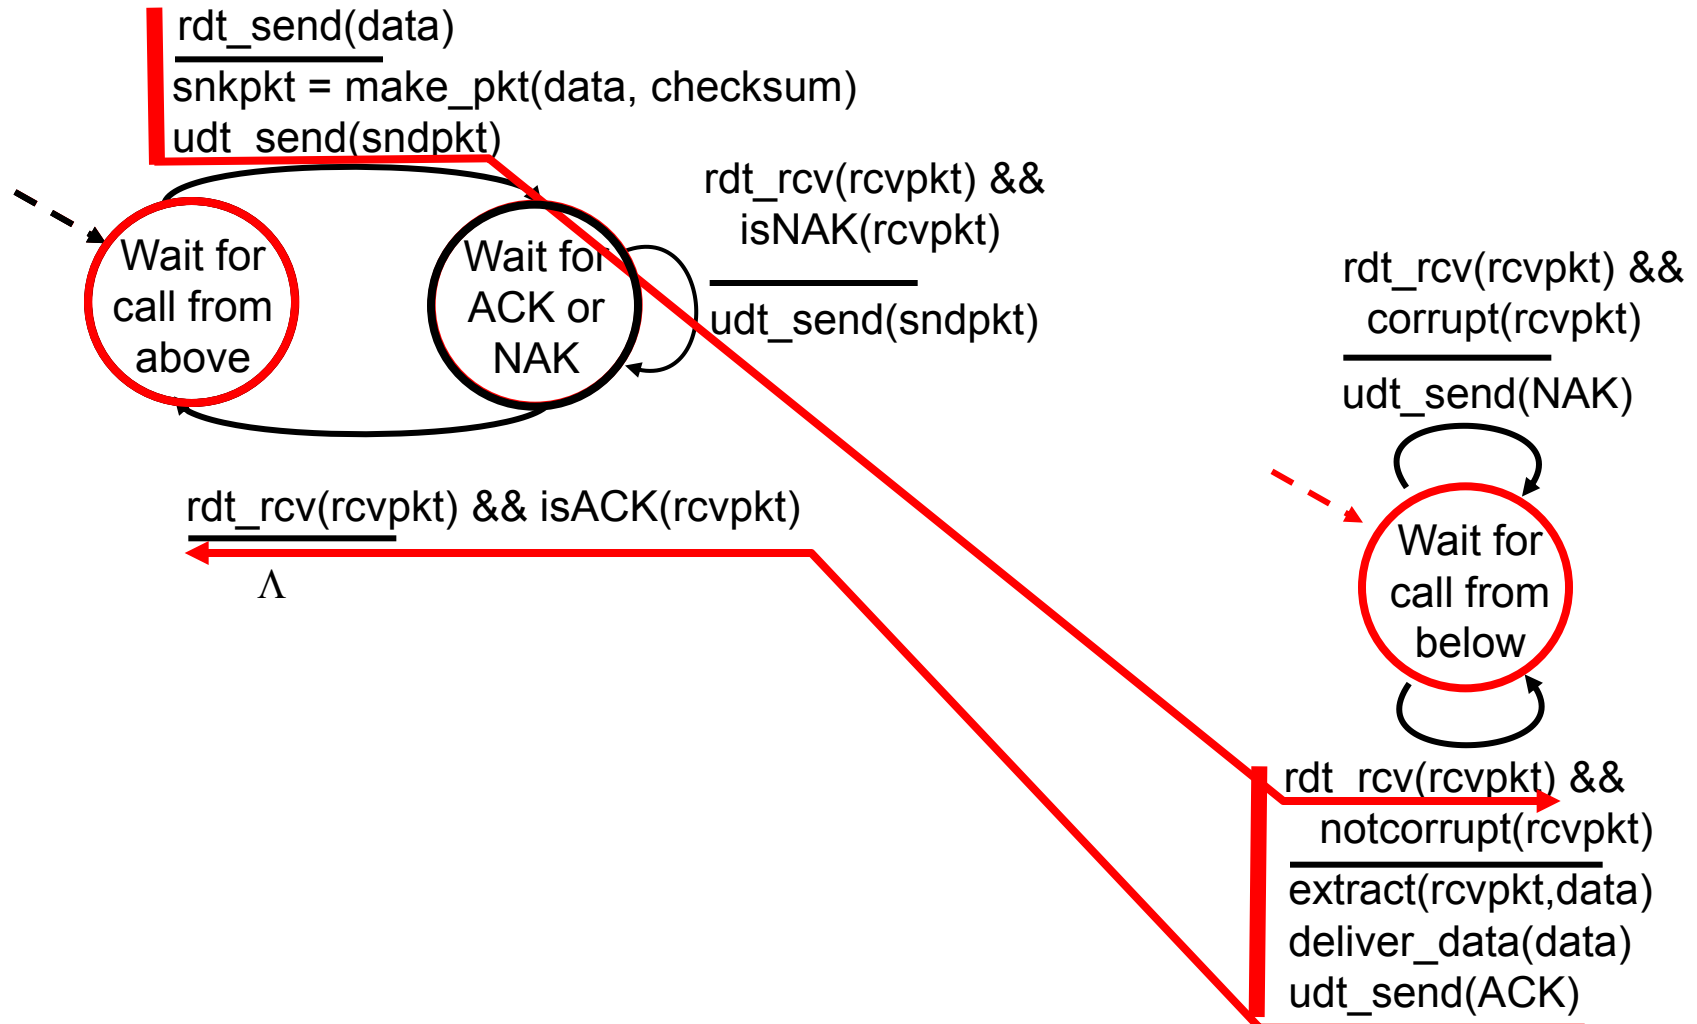 rdt_send(data)
snkpkt = make_pkt(data, checksum)
udt_send(sndpkt)
rdt_rcv(rcvpkt) &&
isNAK(rcvpkt)
udt_send(sndpkt)
Wait for
call from
above
Wait for
ACK or
NAK
rdt_rcv(rcvpkt) && isACK(rcvpkt)
Λ
rdt_rcv(rcvpkt) &&
corrupt(rcvpkt)
udt_send(NAK)
Wait for
call from
below
rdt_rcv(rcvpkt) &&
notcorrupt(rcvpkt)
extract(rcvpkt,data)
deliver_data(data)
udt_send(ACK)